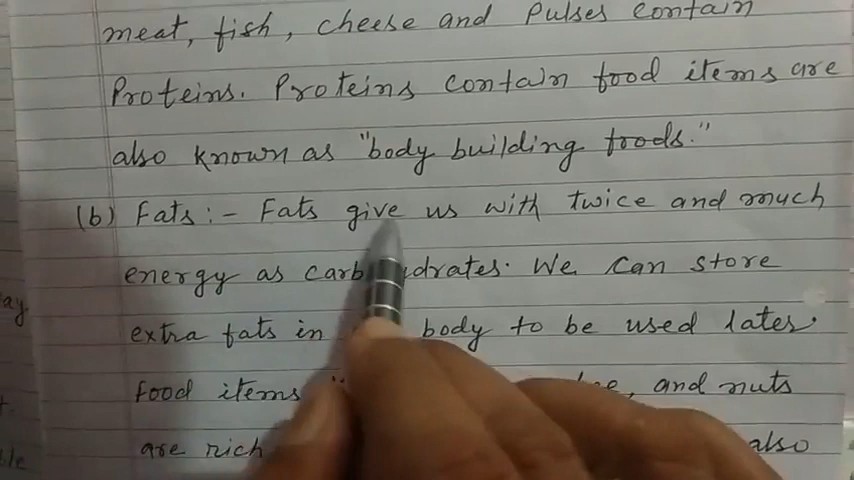 meat, fish, cheese and Pulses contain
Proteins. Proteins contain food items are
also known as "body building foods."
(b) Fats:- Fats give us with twice and much
energy as carbohydrates. We can store
extra fats in body to be used later.
food items and nuts
are rich also
ay